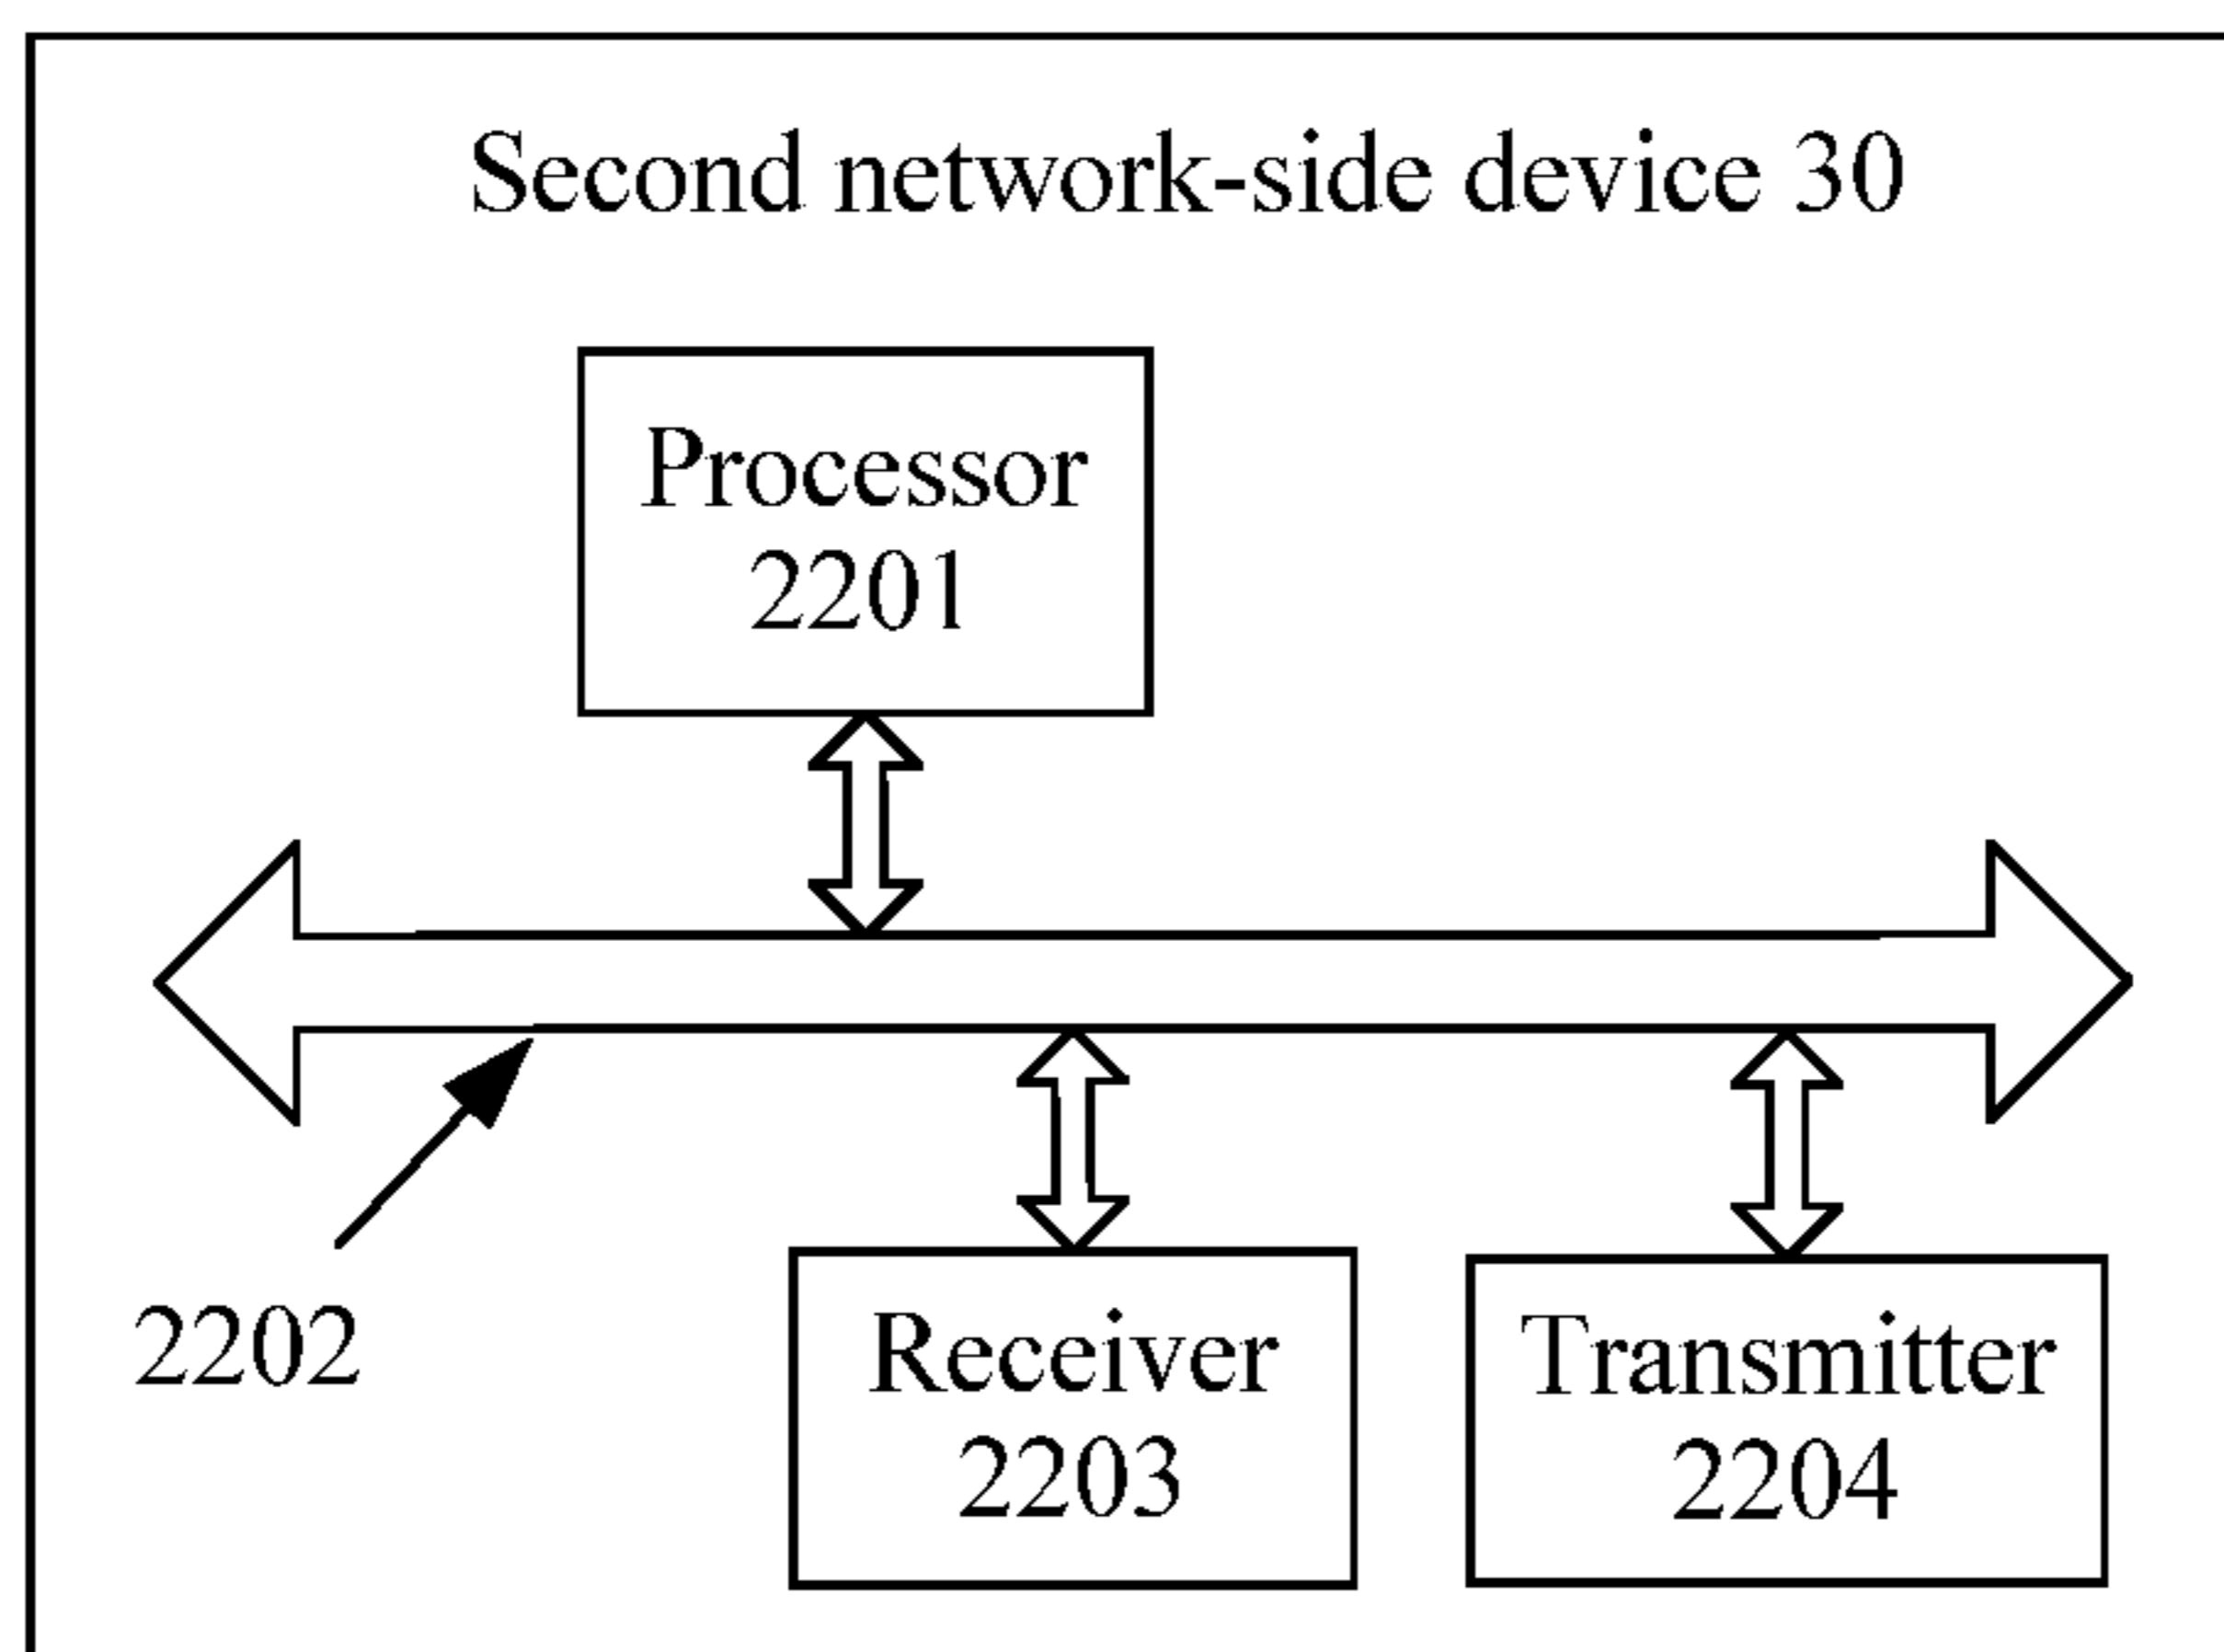 Second network-side device 30
Processor
2201
2202
Receiver
2203
Transmitter
2204